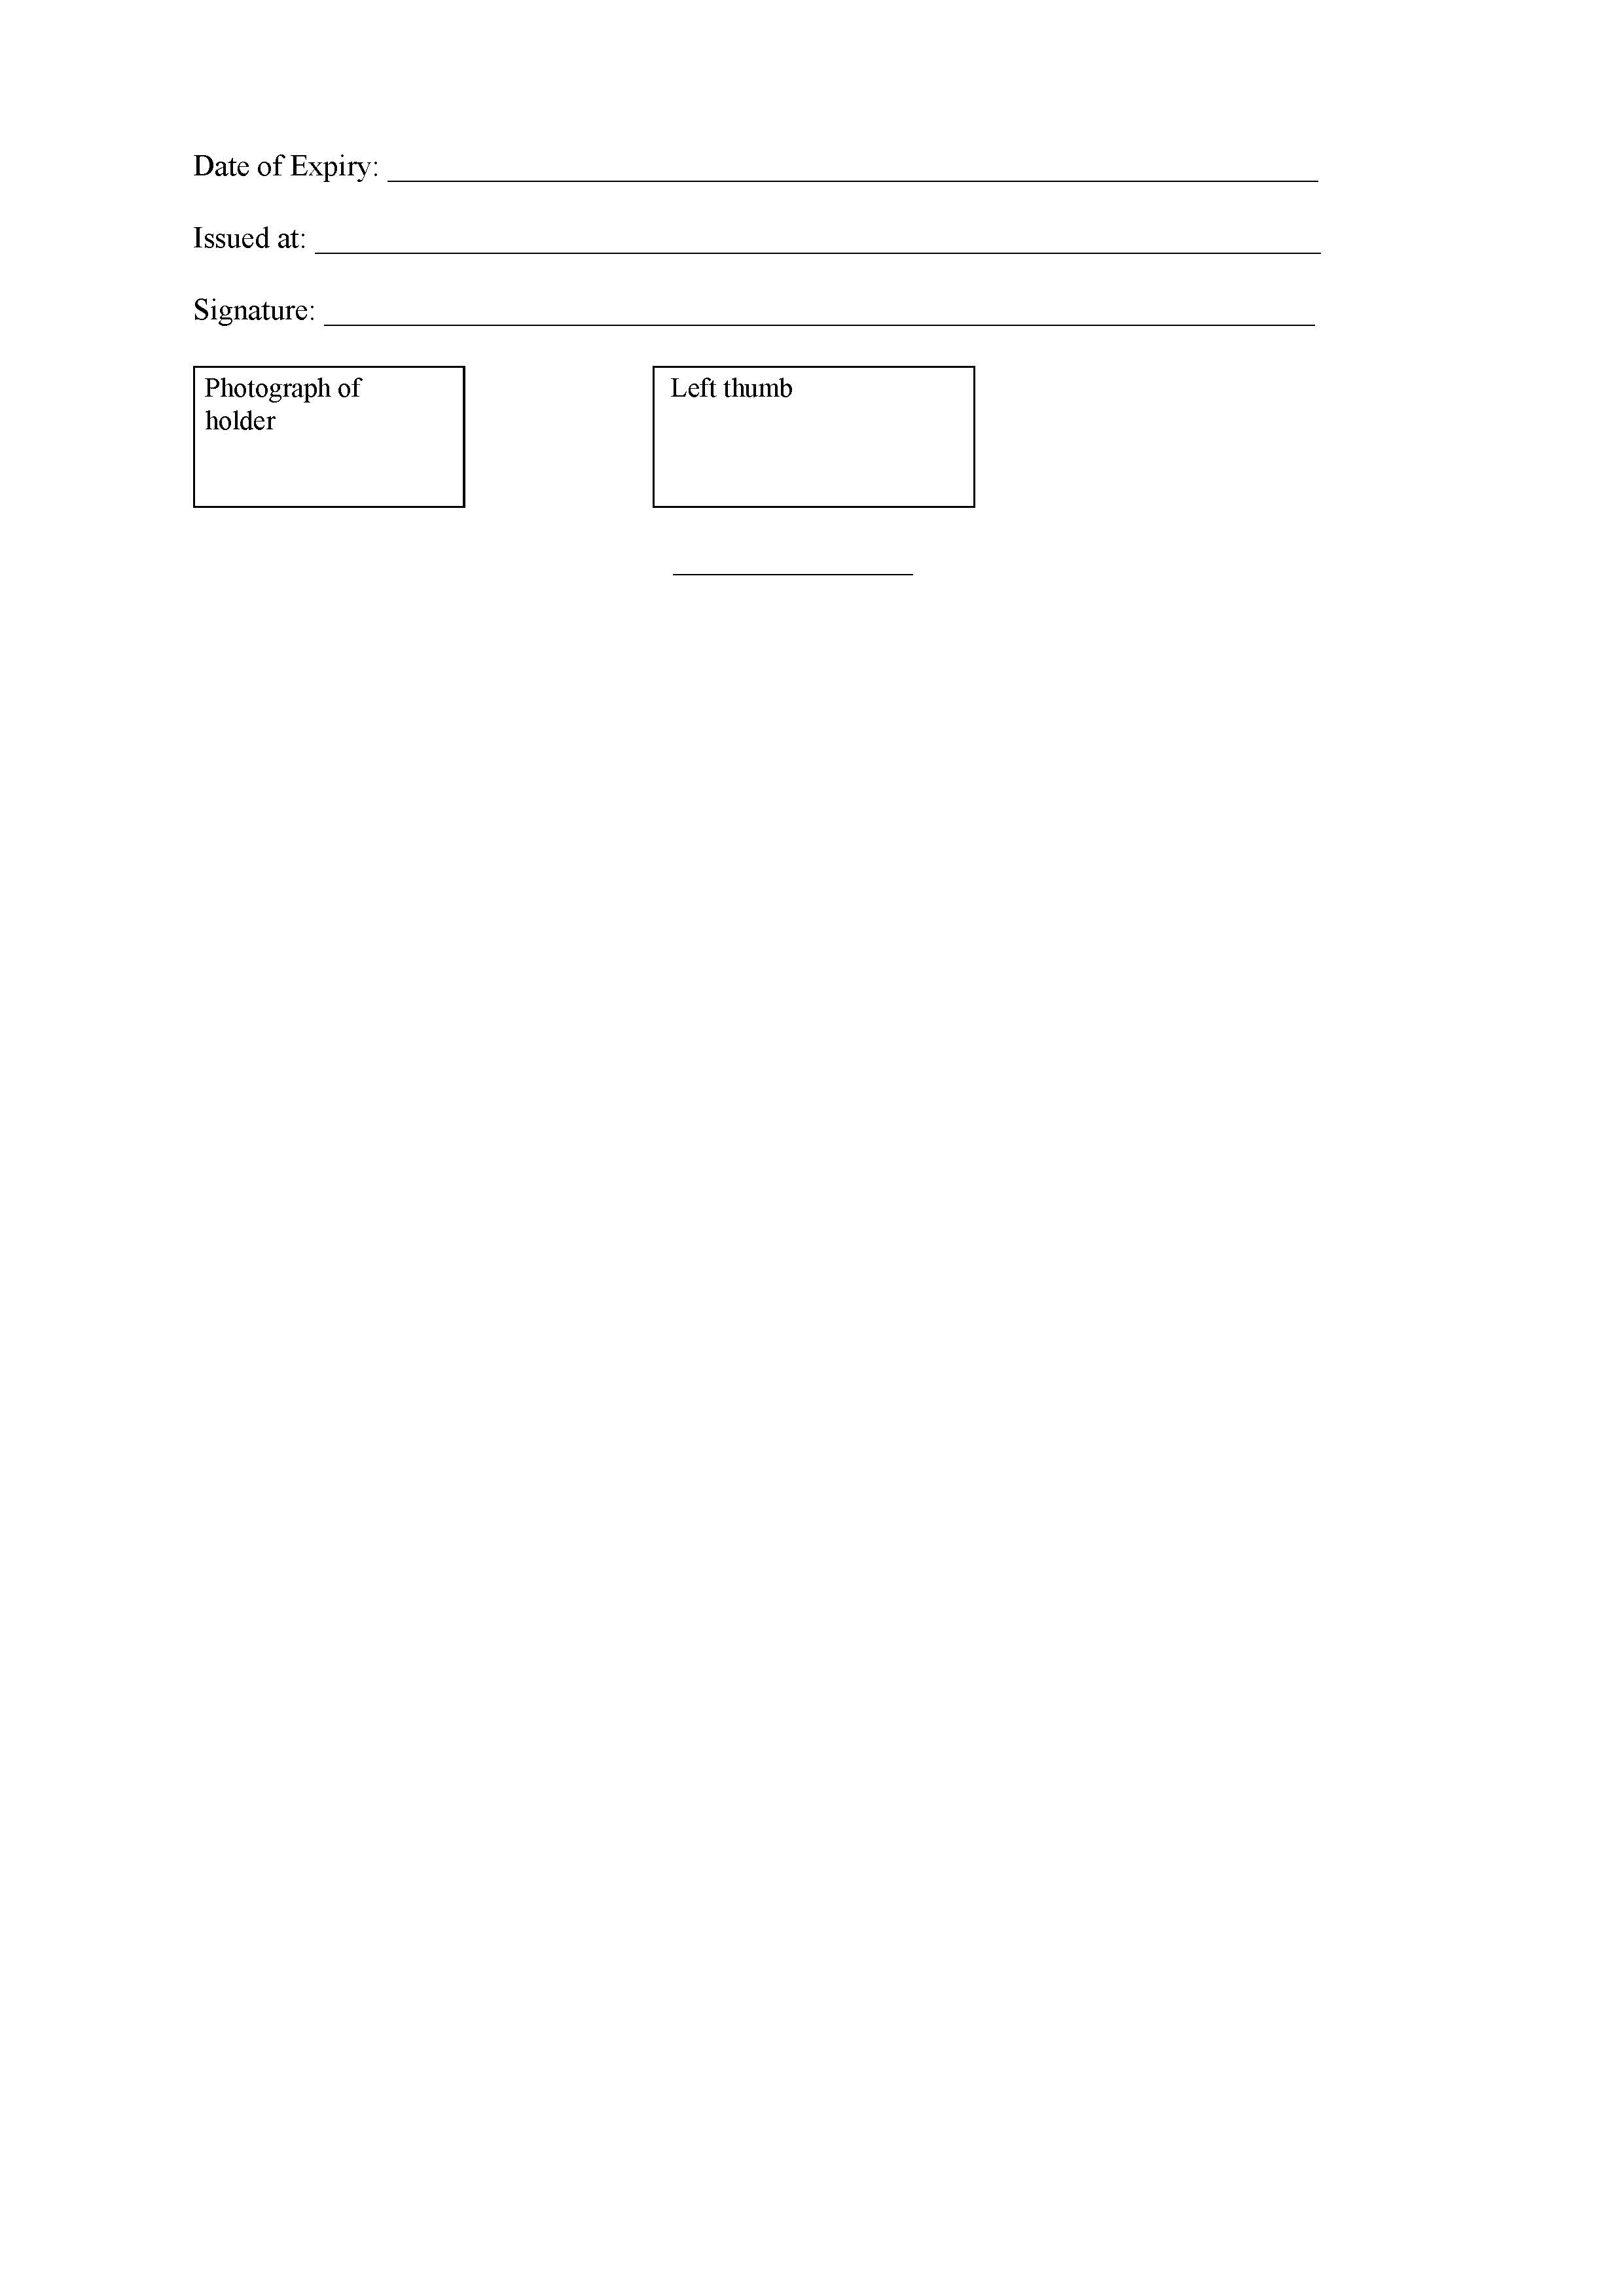 Date of Expiry:
Issued at:
Signature:
Photograph of
holder
Left thumb